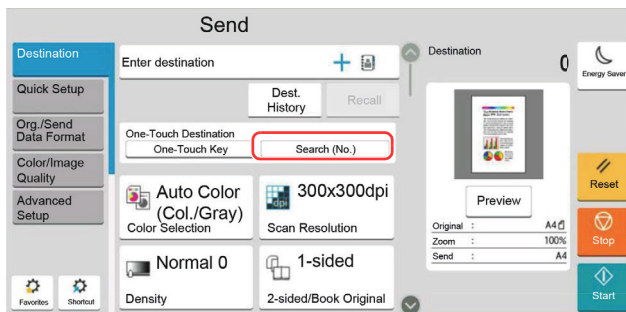 Send
Destination
Quick Setup
Org./Send
Data Format
Color/Image
Quality
Advanced
Setup
Favorites
Shortcut
Enter destination
Dest.
History
Recall
One-Touch Destination
One-Touch Key
Search (No.)
Auto Color
(Col./Gray)
Color Selection
300x300dpi
dpi
Scan Resolution
Normal 0
Density
1-sided
2-sided/Book Original
Destination
0
Preview
Original : A4
Zoom : 100%
Send : A4
Energy Saver
Reset
Stop
Start